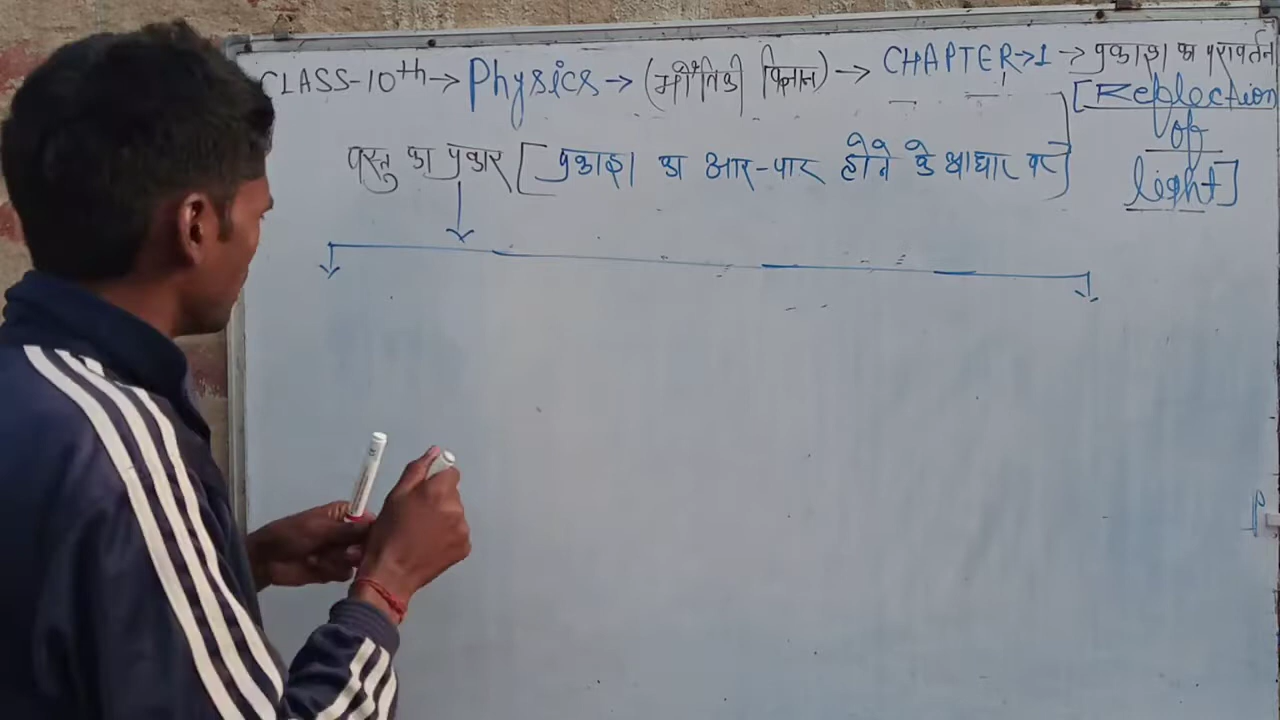 CLASS-10th→ Physics → (भौतिकी विज्ञान) → CHAPTER→1 → प्रकाश का परावर्तन
[Reflection
of
light]
वस्तु का प्रकार [प्रकाश का आर-पार होने के आधार पर]